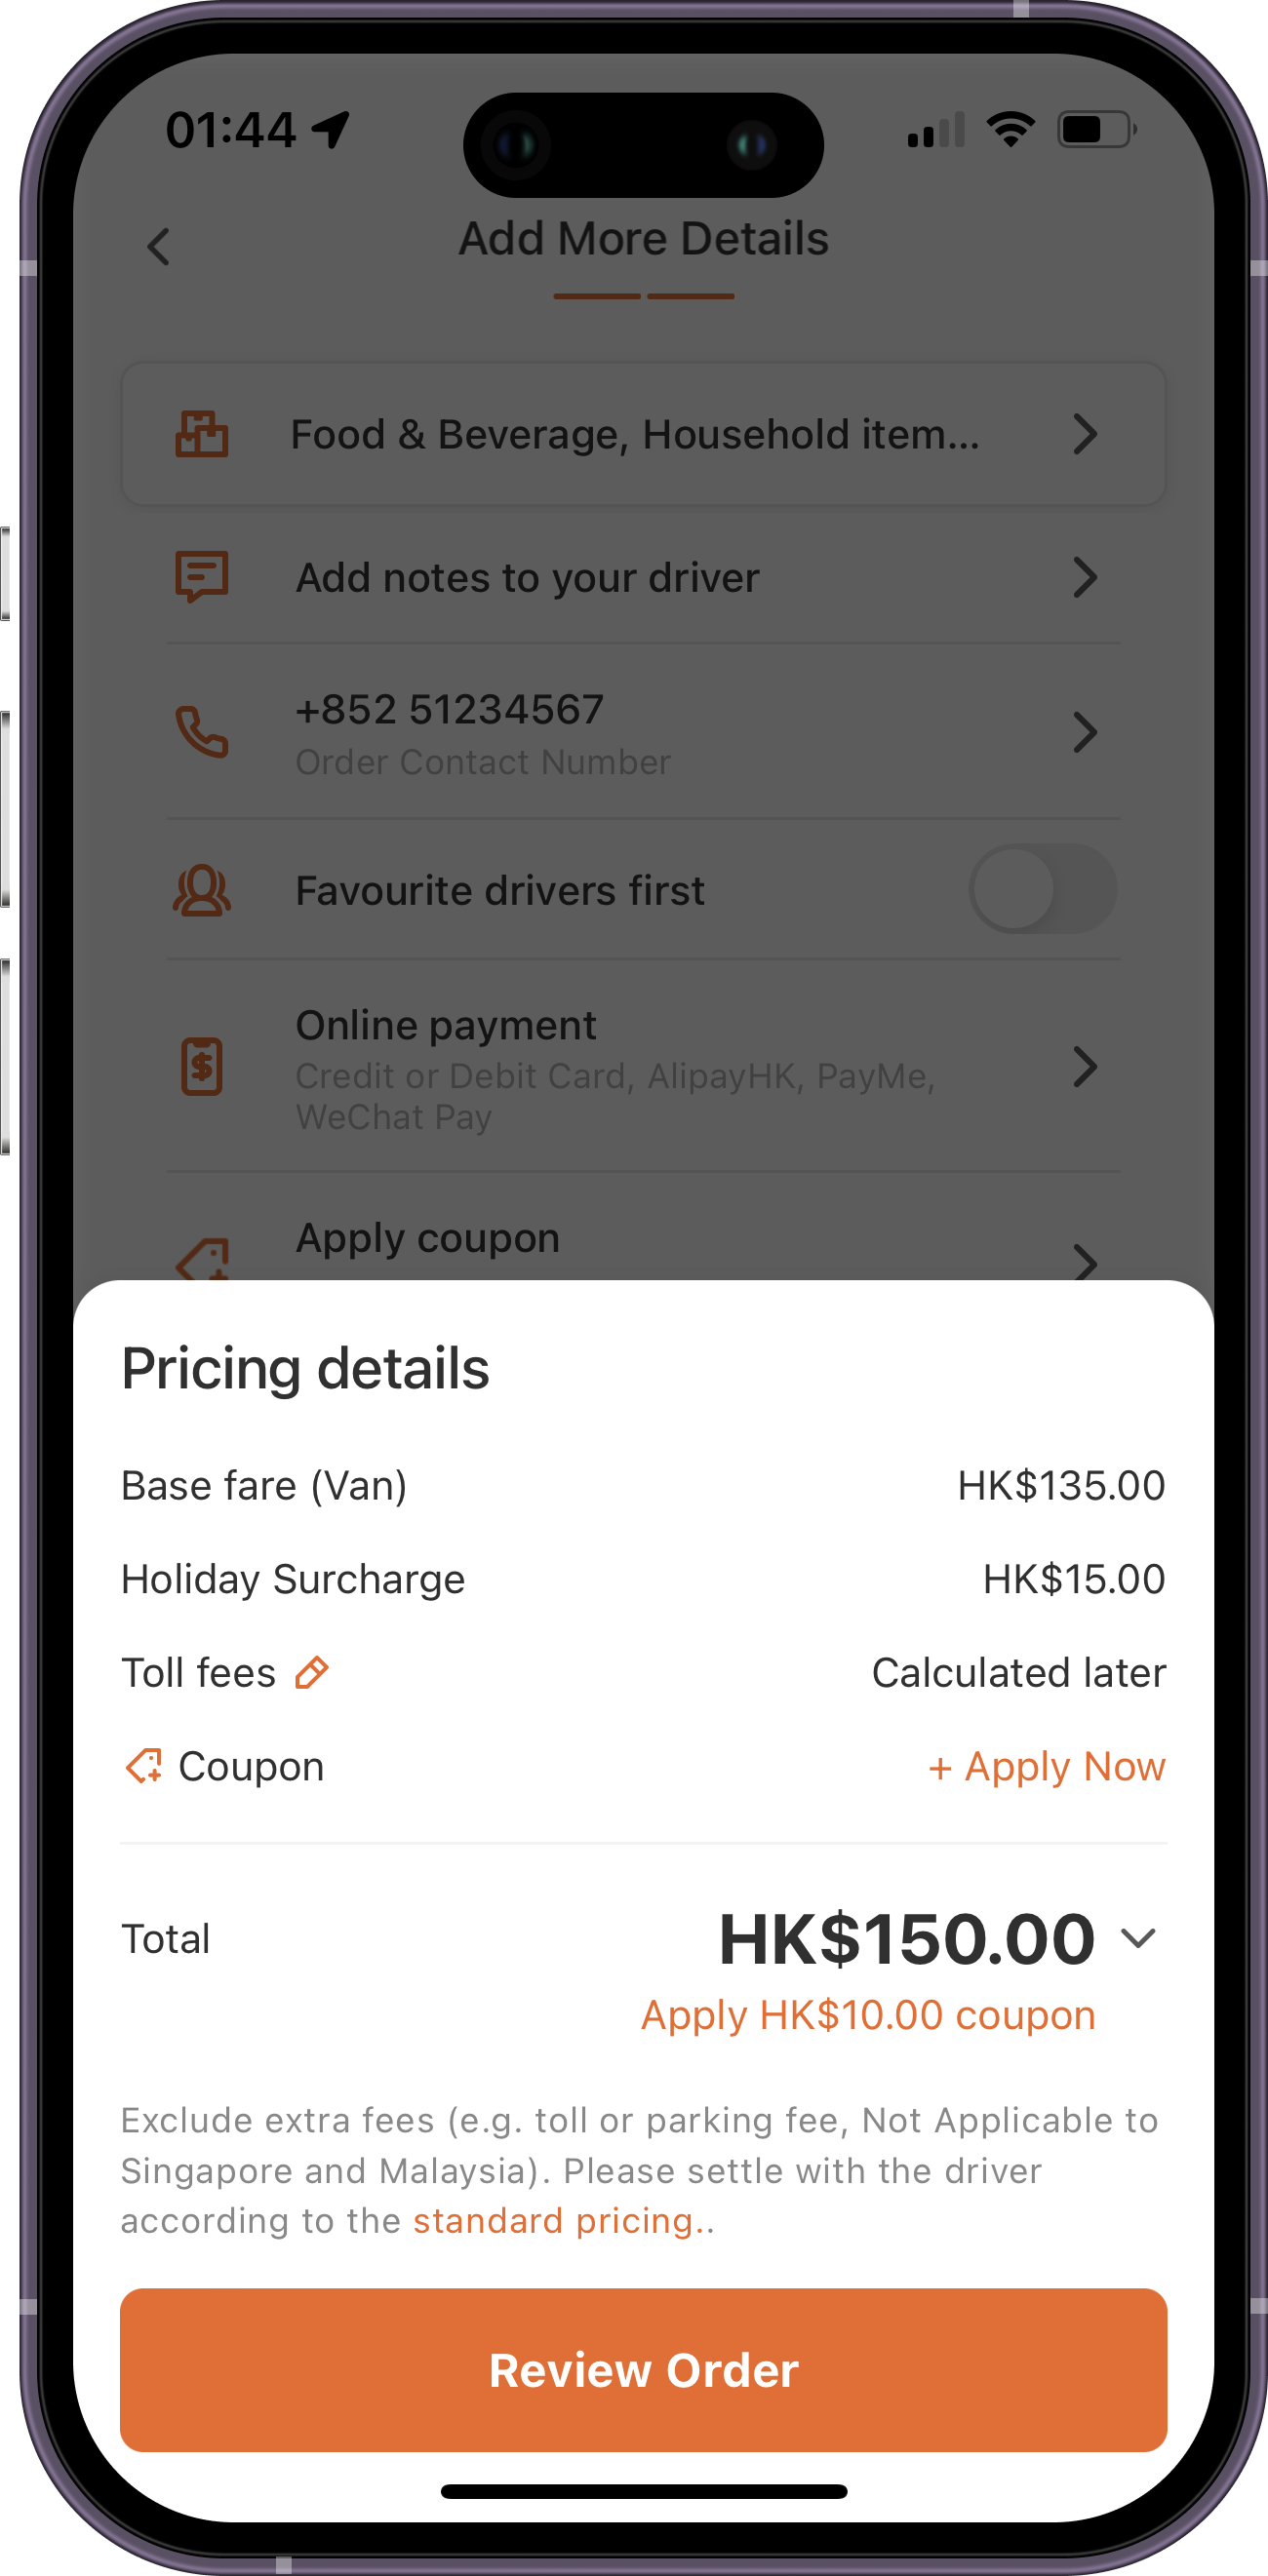 01:44
Add More Details
Food & Beverage, Household item...
Add notes to your driver
+852 51234567
Order Contact Number
Favourite drivers first
Online payment
Credit or Debit Card, AlipayHK, PayMe,
WeChat Pay
Apply coupon
Pricing details
Base fare (Van) HK$135.00
Holiday Surcharge HK$15.00
Toll fees Calculated later
Coupon + Apply Now
Total HK$150.00
Apply HK$10.00 coupon
Exclude extra fees (e.g. toll or parking fee, Not Applicable to
Singapore and Malaysia). Please settle with the driver
according to the standard pricing..
Review Order